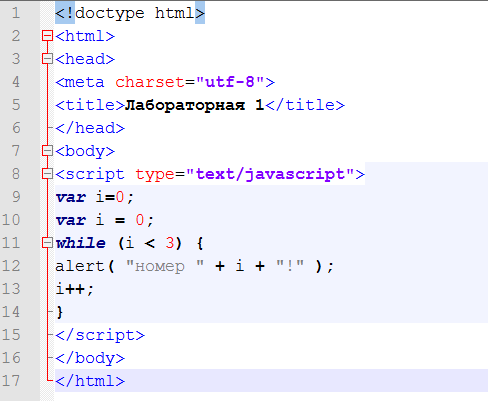 1 <!doctype html>
2 <html>
3 <head>
4 <meta charset="utf-8">
5 <title>Лабораторная 1</title>
6 </head>
7 <body>
8 <script type="text/javascript">
9 var i=0;
10 var i = 0;
11 while (i < 3) {
12 alert( "номер " + i + "!" );
13 i++;
14 }
15 </script>
16 </body>
17 </html>